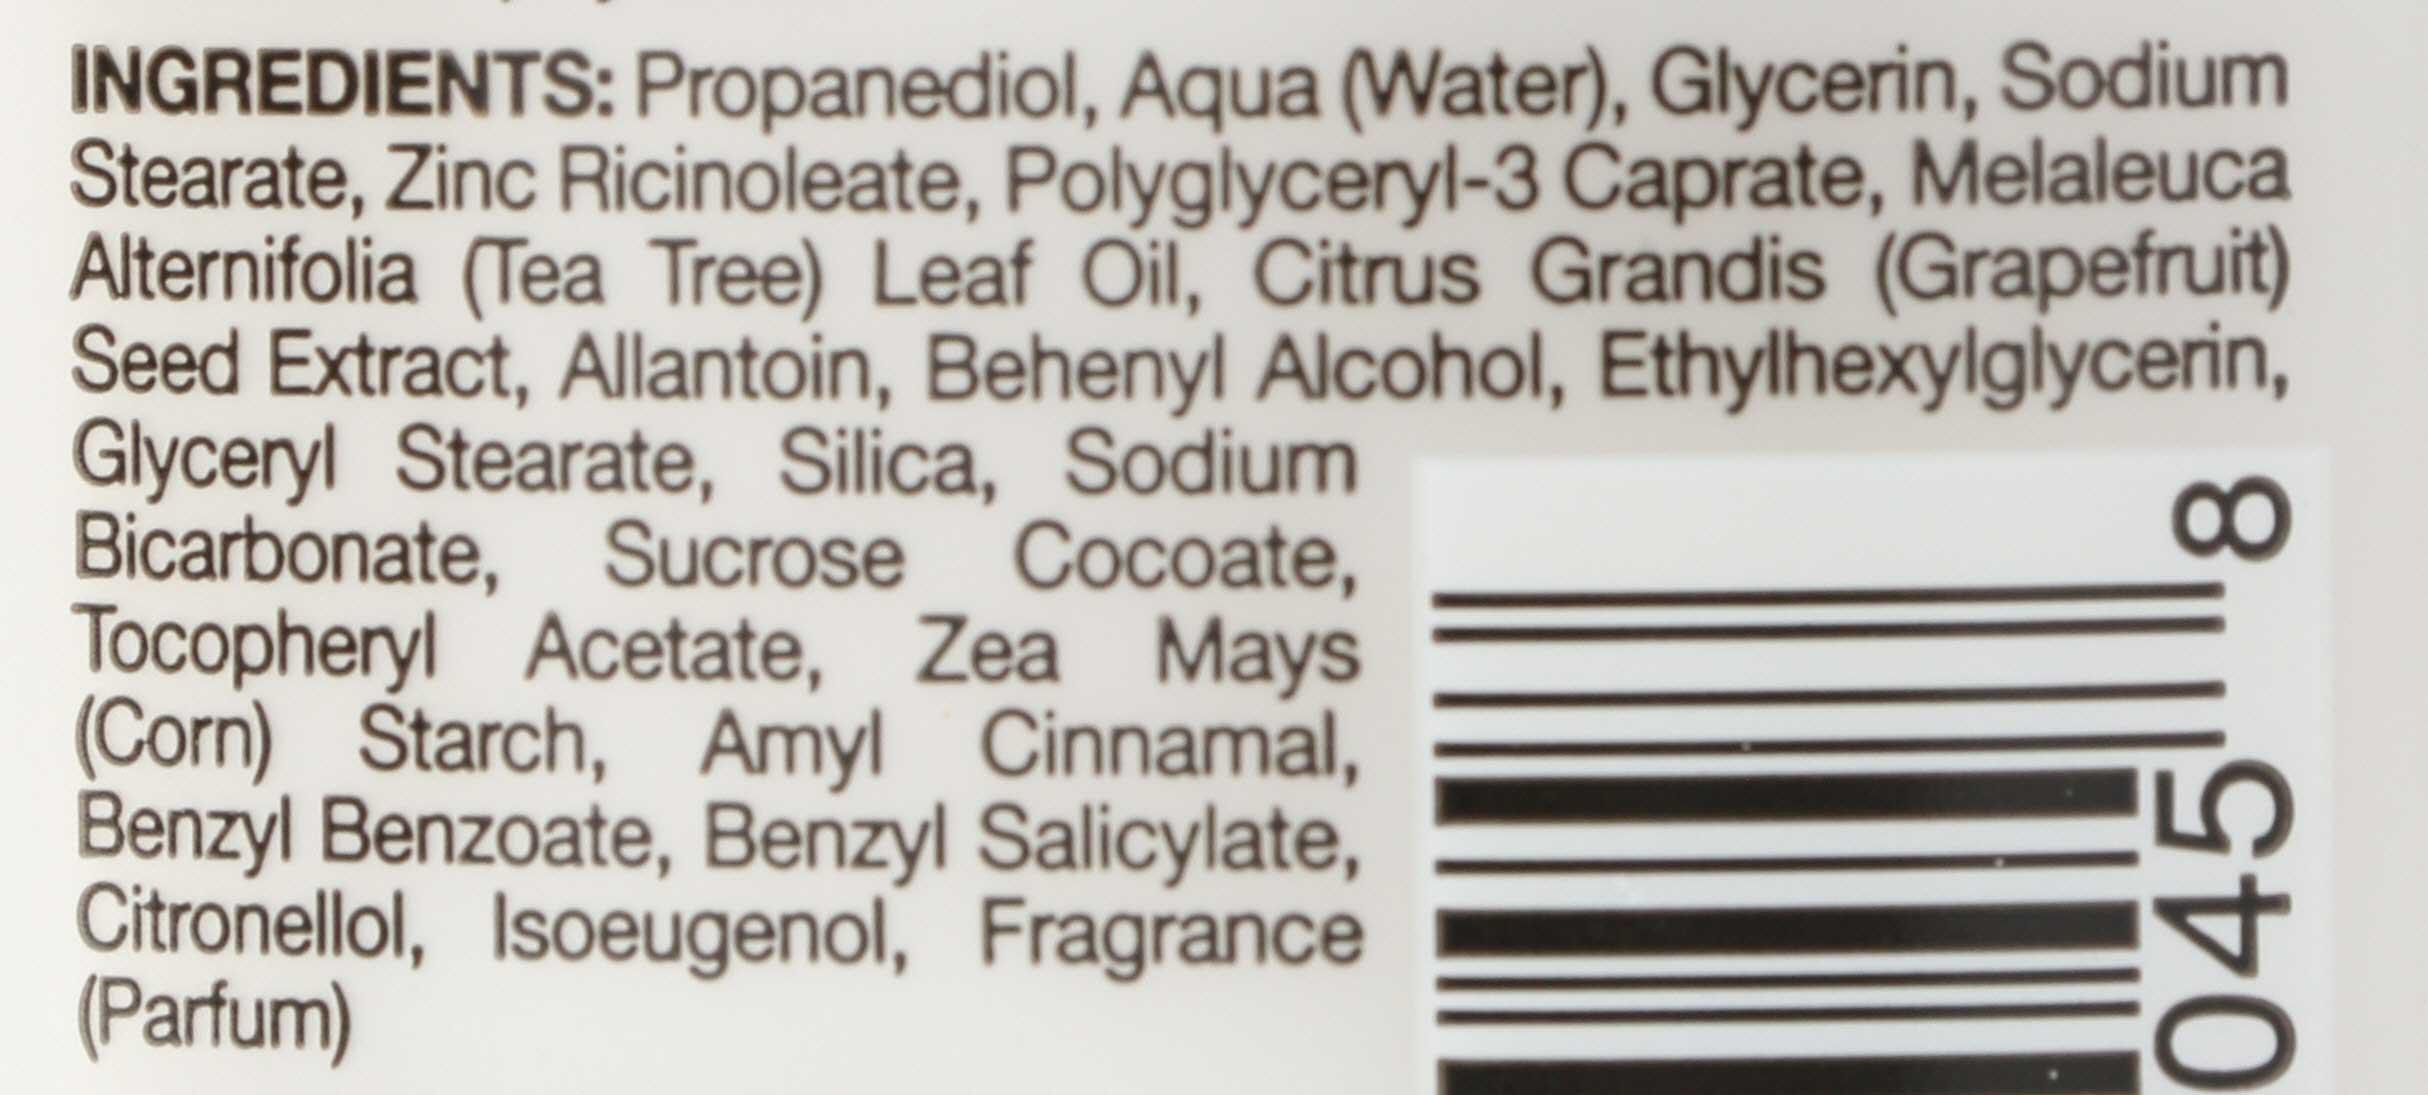 INGREDIENTS: Propanediol, Aqua (Water), Glycerin, Sodium
Stearate, Zinc Ricinoleate, Polyglyceryl-3 Caprate, Melaleuca
Alternifolia (Tea Tree) Leaf Oil, Citrus Grandis (Grapefruit)
Seed Extract, Allantoin, Behenyl Alcohol, Ethylhexylglycerin,
Glyceryl Stearate, Silica, Sodium
Bicarbonate, Sucrose Cocoate,
Tocopheryl Acetate, Zea Mays
(Corn) Starch, Amyl Cinnamal,
Benzyl Benzoate, Benzyl Salicylate,
Citronellol, Isoeugenol, Fragrance
(Parfum)
045 8